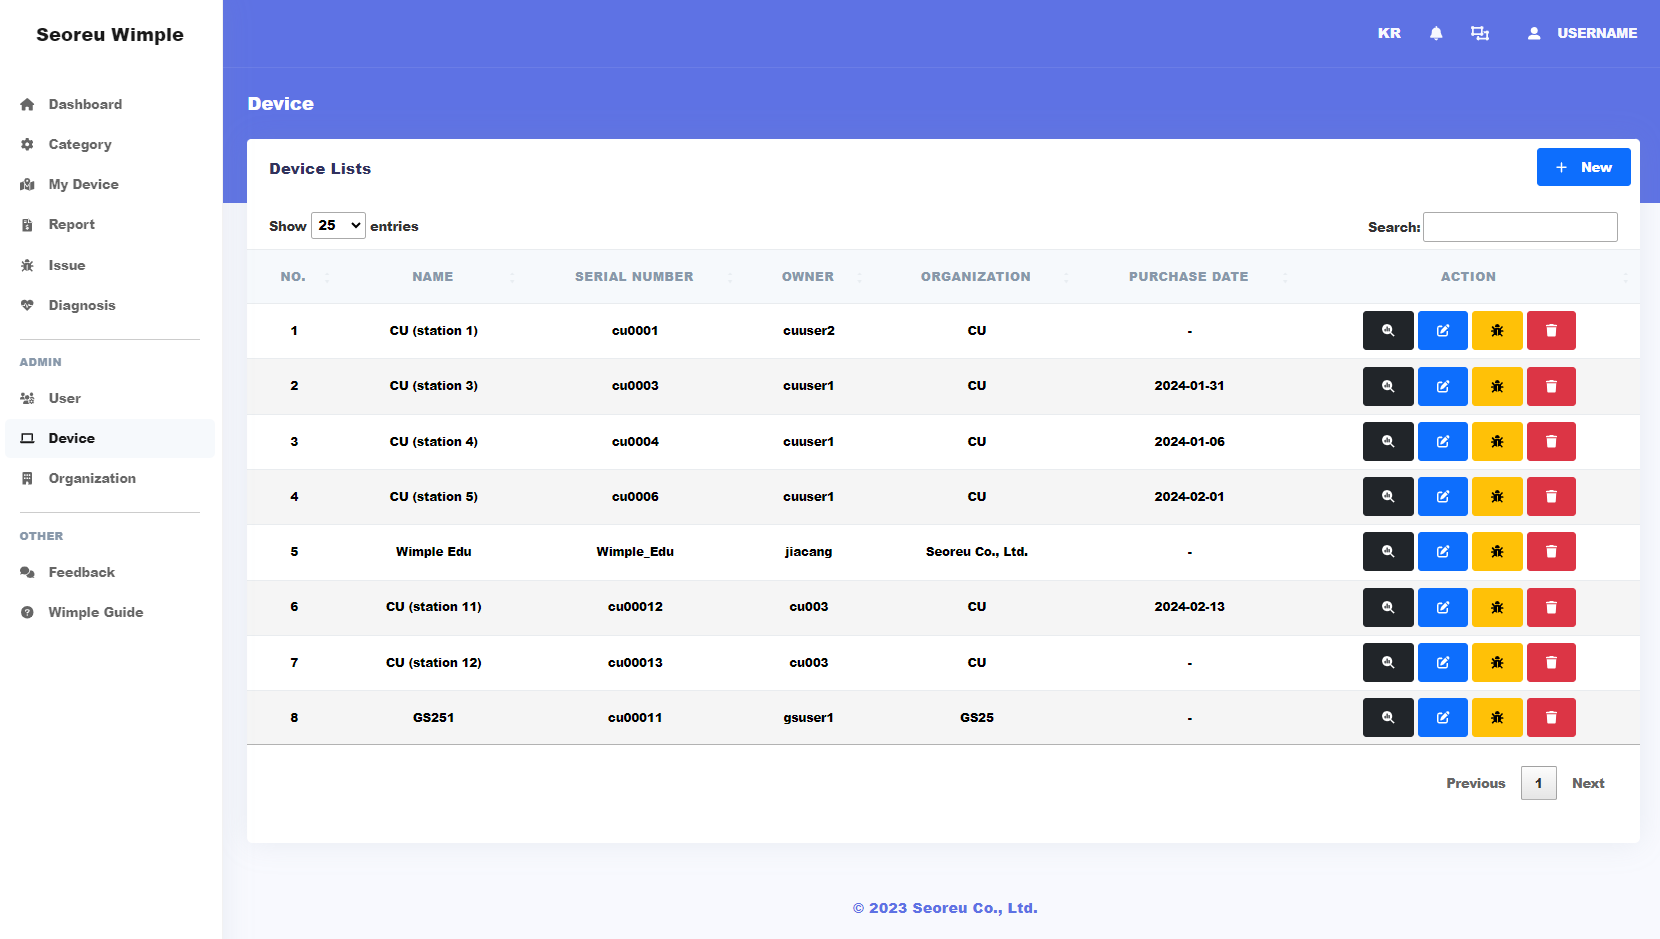 Seoreu Wimple
KR
USERNAME
Dashboard
Category
My Device
Report
Issue
Diagnosis
ADMIN
User
Device
Organization
OTHER
Feedback
Wimple Guide
Device
Device Lists
New
Show 25 entries
Search:
NO. NAME SERIAL NUMBER OWNER ORGANIZATION PURCHASE DATE ACTION
1 CU (station 1) cu0001 cuuser2 CU -
2 CU (station 3) cu0003 cuuser1 CU 2024-01-31
3 CU (station 4) cu0004 cuuser1 CU 2024-01-06
4 CU (station 5) cu0006 cuuser1 CU 2024-02-01
5 Wimple Edu Wimple_Edu jiacang Seoreu Co., Ltd. -
6 CU (station 11) cu00012 cu003 CU 2024-02-13
7 CU (station 12) cu00013 cu003 CU -
8 GS251 cu00011 gsuser1 GS25 -
Previous 1 Next
© 2023 Seoreu Co., Ltd.